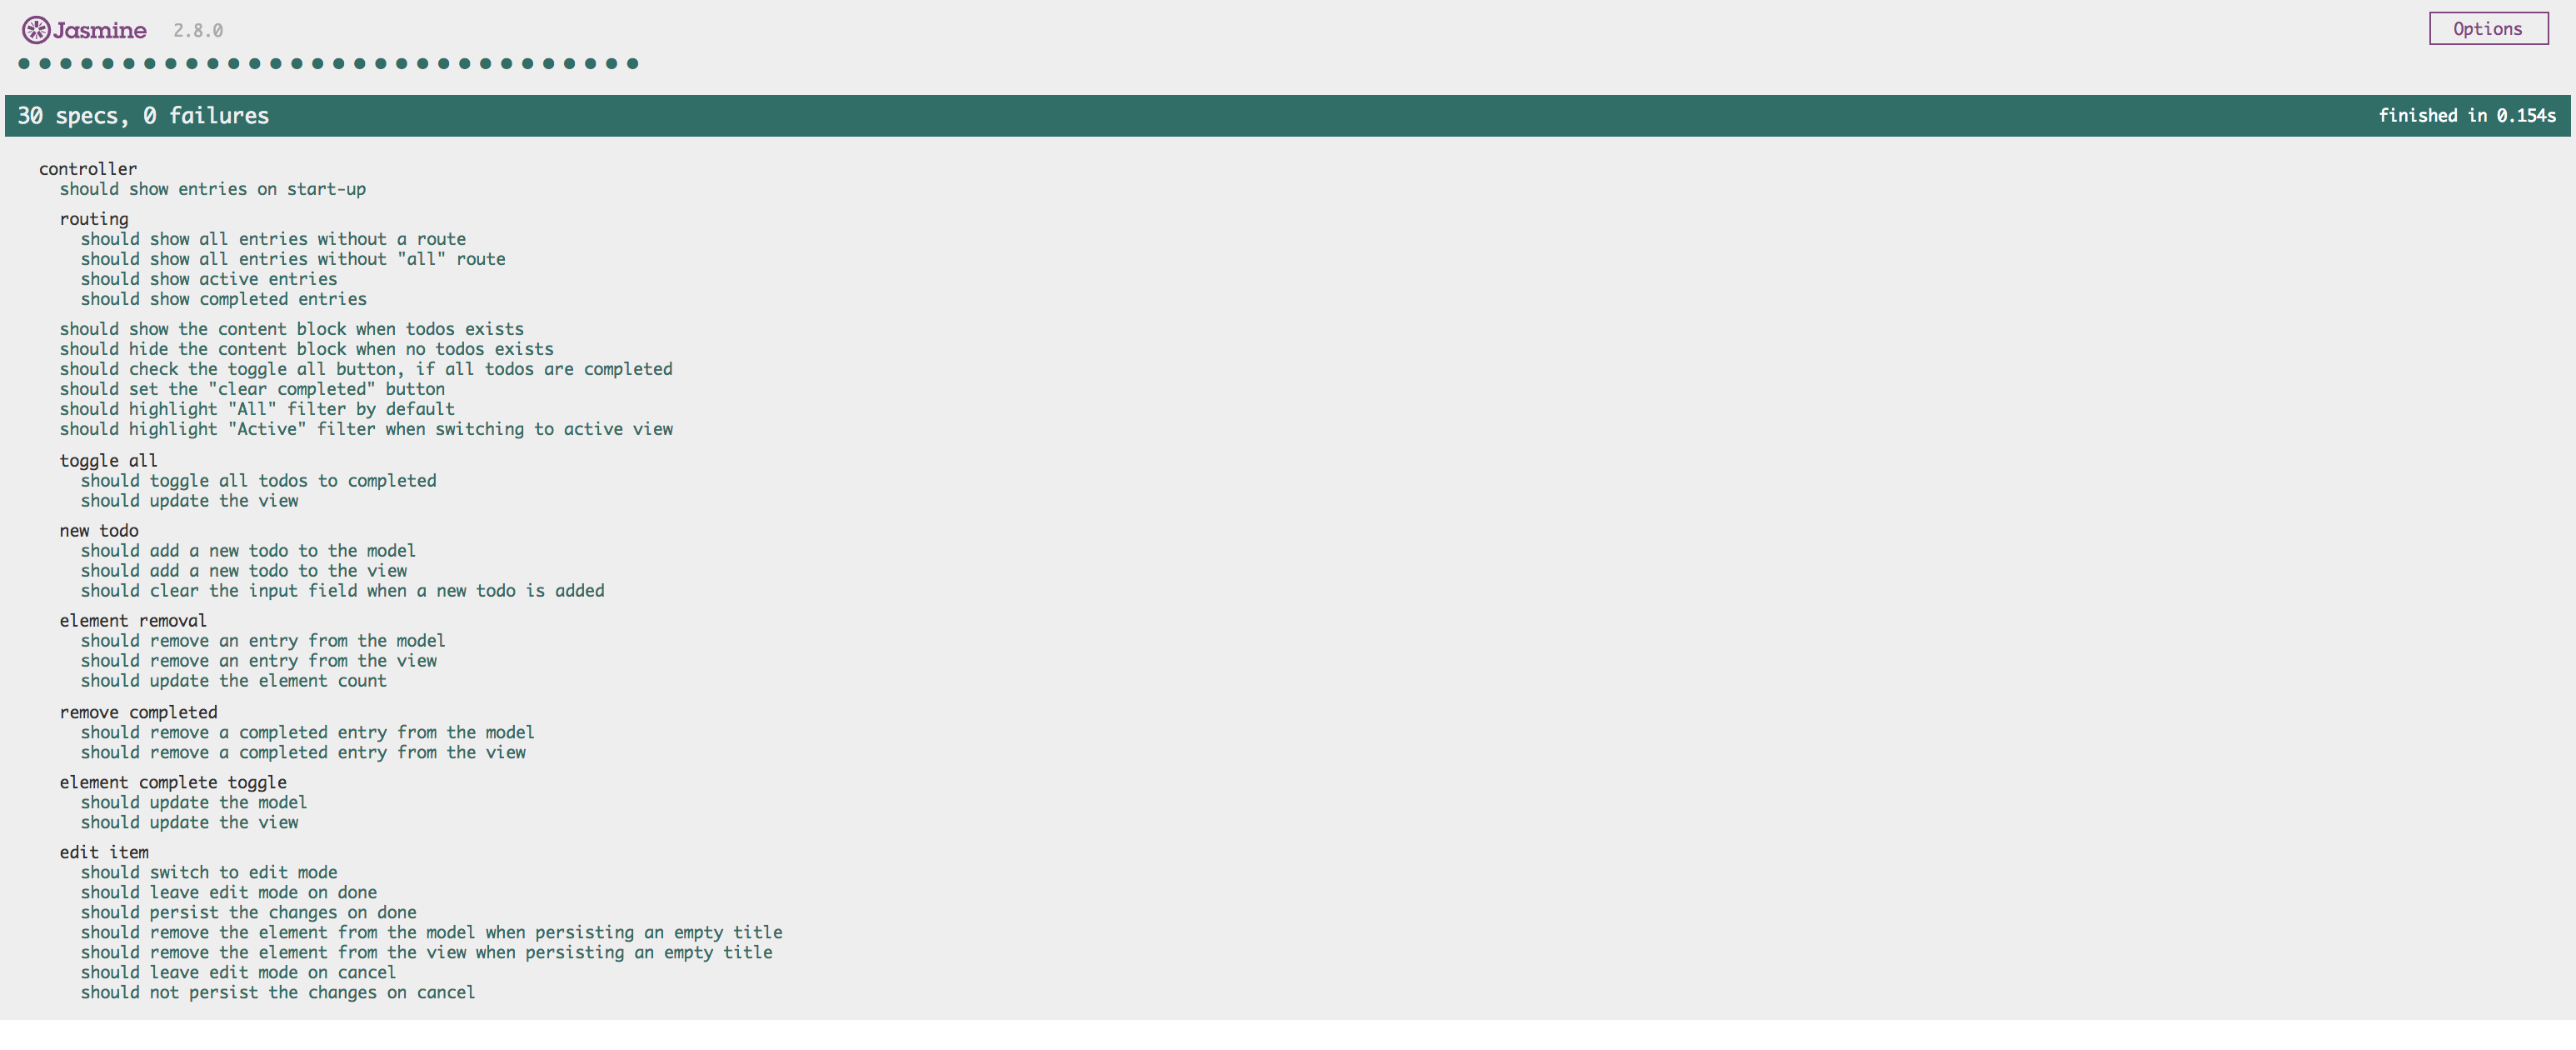 Jasmine 2.8.0 Options
30 specs, 0 failures finished in 0.154s
controller
should show entries on start-up
routing
should show all entries without a route
should show all entries without "all" route
should show active entries
should show completed entries
should show the content block when todos exists
should hide the content block when no todos exists
should check the toggle all button, if all todos are completed
should set the "clear completed" button
should highlight "All" filter by default
should highlight "Active" filter when switching to active view
toggle all
should toggle all todos to completed
should update the view
new todo
should add a new todo to the model
should add a new todo to the view
should clear the input field when a new todo is added
element removal
should remove an entry from the model
should remove an entry from the view
should update the element count
remove completed
should remove a completed entry from the model
should remove a completed entry from the view
element complete toggle
should update the model
should update the view
edit item
should switch to edit mode
should leave edit mode on done
should persist the changes on done
should remove the element from the model when persisting an empty title
should remove the element from the view when persisting an empty title
should leave edit mode on cancel
should not persist the changes on cancel